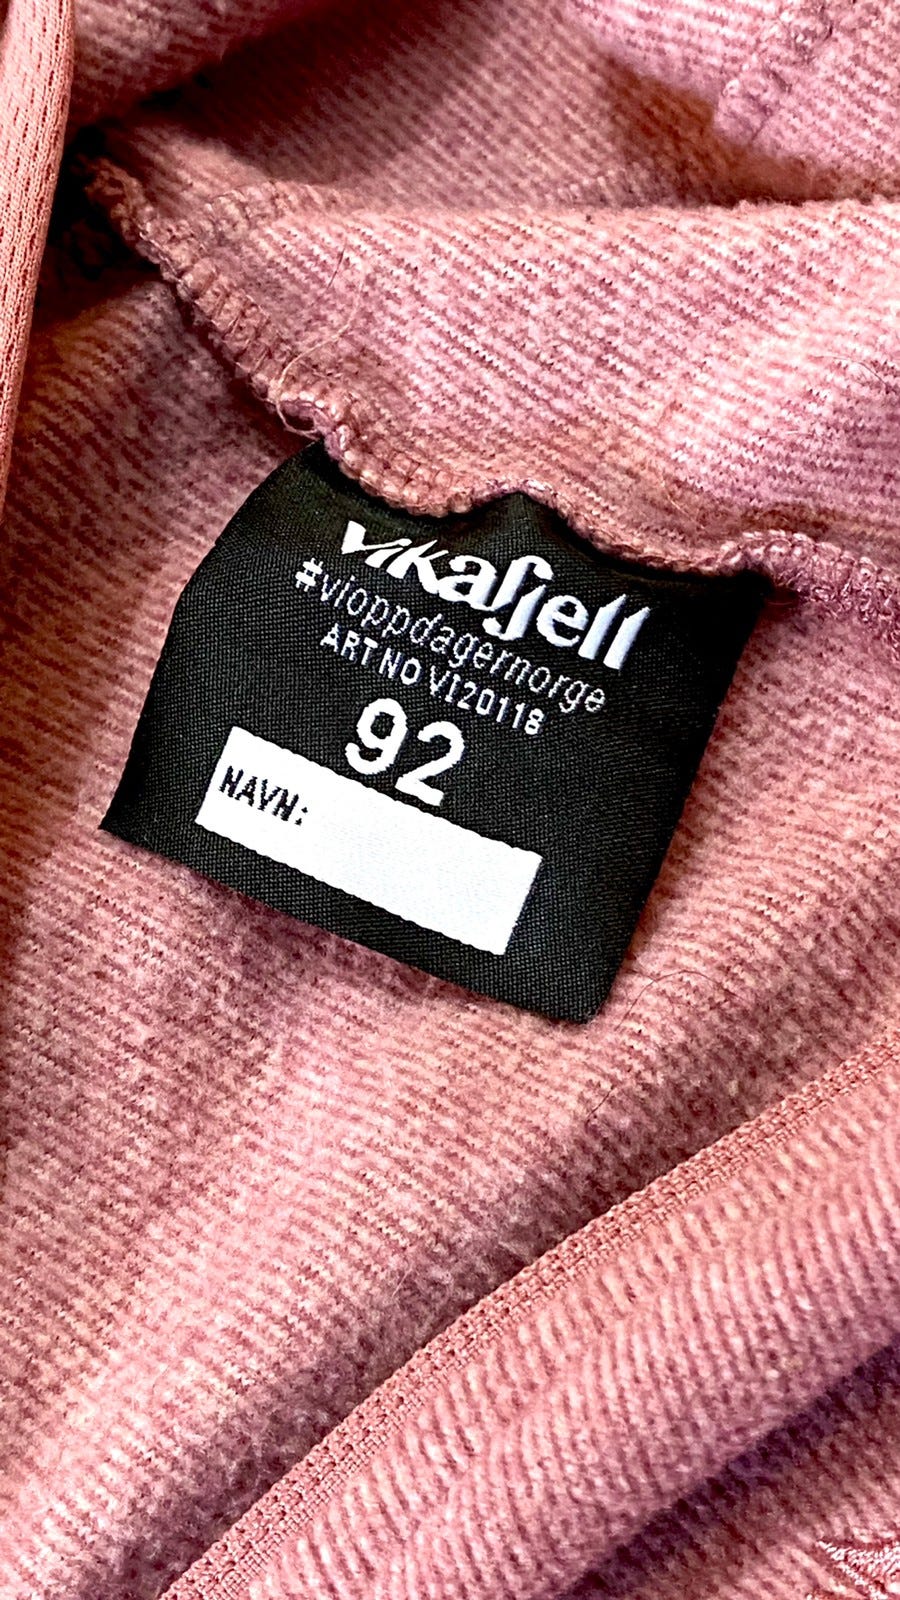 vikafjell
#vioppdagernorge
ART NO VI20118
92
NAVN: